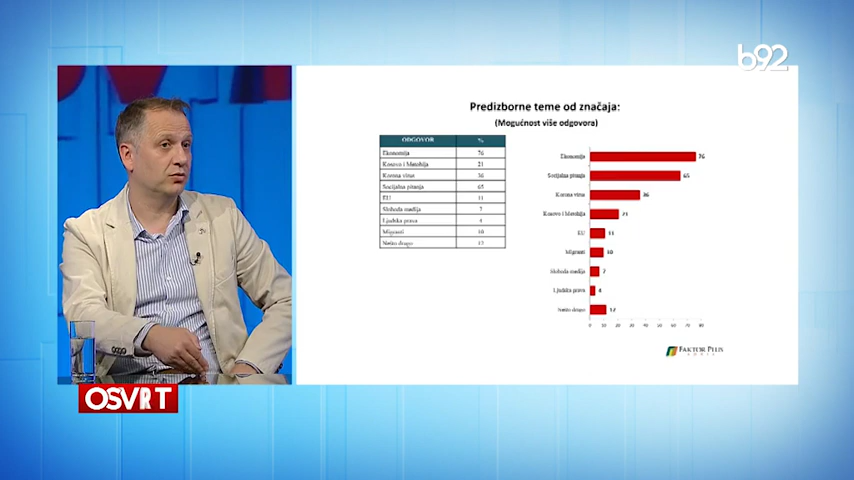 b92
Predizborne teme od značaja:
(Mogućnost više odgovora)
ODGOVOR %
Ekonomija 76
Kosovo i Metohija 21
Korona virus 36
Socijalna pitanja 65
EU 11
Sloboda medija 7
Ljudska prava 4
Migranti 10
Nešto drugo 12
Ekonomija 76
Socijalna pitanja 65
Korona virus 36
Kosovo i Metohija 21
EU 11
Migranti 10
Sloboda medija 7
Ljudska prava 4
Nešto drugo 12
0 10 20 30 40 50 60 70 80
FAKTOR PLUS
OSVRT